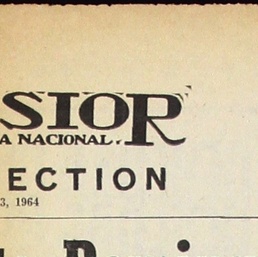 SIOR
A NACIONAL.
ECTION
3, 1964